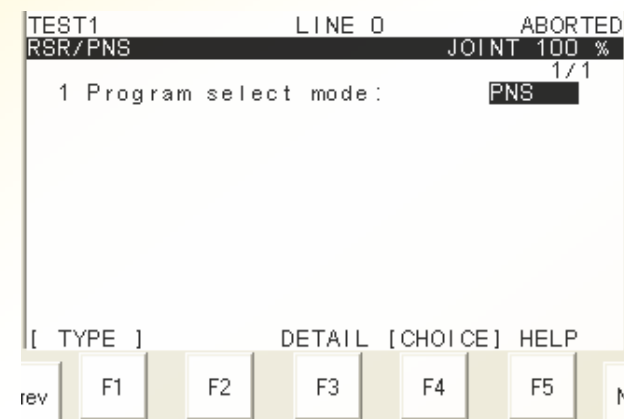 TEST1 LINE 0 ABORTED
RSR/PNS JOINT 100 %
1/1
1 Program select mode: PNS
[ TYPE ] DETAIL [CHOICE] HELP
F1 F2 F3 F4 F5